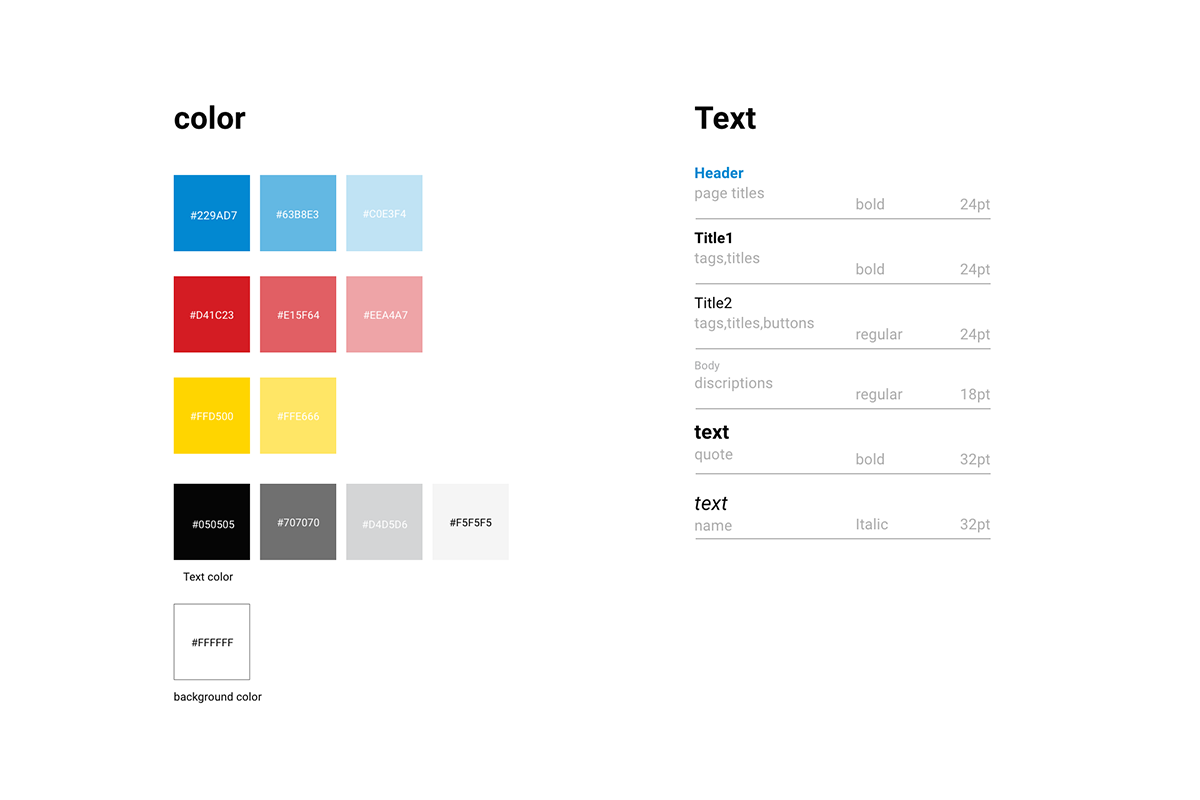 color
#229AD7 #63B8E3 #C0E3F4
#D41C23 #E15F64 #EEA4A7
#FFD500 #FFE666
#050505 #707070 #D4D5D6 #F5F5F5
Text color
#FFFFFF
background color
Text
Header
page titles
bold 24pt
Title1
tags,titles
bold 24pt
Title2
tags,titles,buttons
regular 24pt
Body
discriptions
regular 18pt
text
quote
bold 32pt
text
name
Italic 32pt